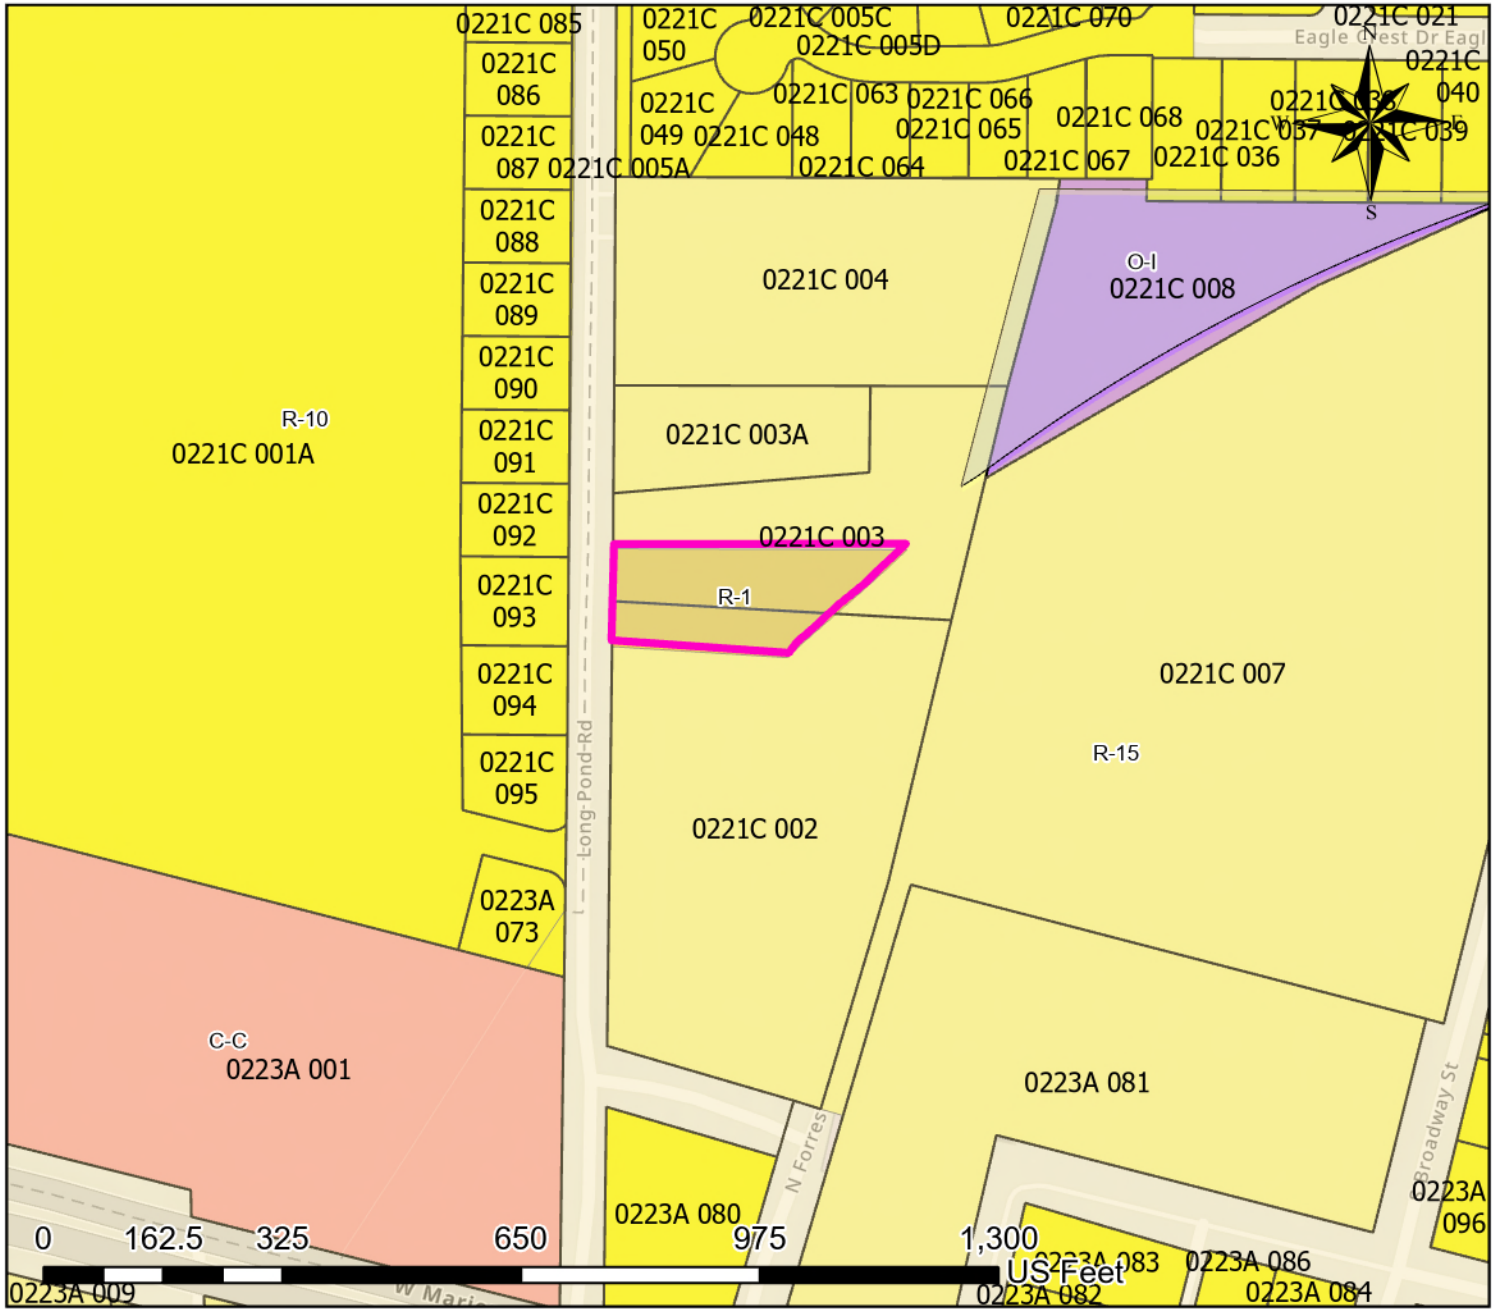 0221C 085
0221C
050
0221C 005C
0221C 070
0221C 021
N
Eagle Crest Dr Eagl
0221C 005D
0221C
040
0221C
086
0221C
049
0221C 063
0221C 066
0221C 038
0221C 068
W
0221C 037
0221C 039
E
0221C 065
0221C 048
0221C
087
0221C 005A
0221C 064
0221C 067
0221C 036
S
0221C
088
0221C 004
O-I
0221C 008
0221C
089
0221C
090
R-10
0221C 001A
0221C 003A
0221C
091
0221C
092
0221C 003
0221C
093
R-1
0221C
094
0221C 007
R-15
0221C
095
Long Pond Rd
0221C 002
0223A
073
C-C
0223A 001
0223A 081
N Forres
Broadway St
0223A
096
0223A 080
0 162.5 325 650 975 1,300
US Feet
0223A 083
0223A 086
0223A 009
W Mario
0223A 082
0223A 084